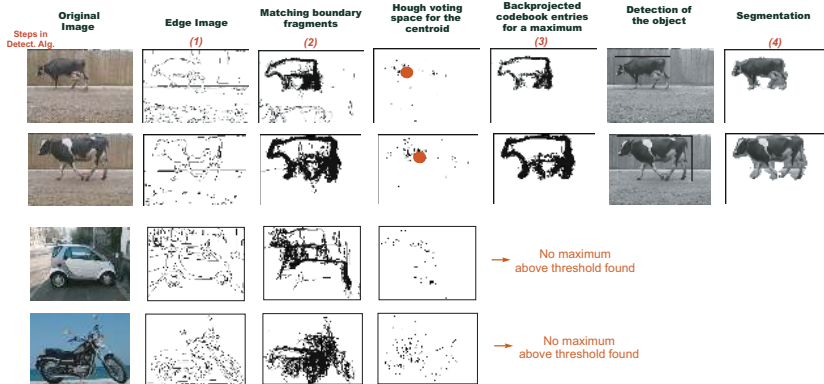 Original
Image
Edge Image
Matching boundary
fragments
Hough voting
space for the
centroid
Backprojected
codebook entries
for a maximum
Detection of
the object
Segmentation
Steps in
Detect. Alg.
(1)
(2)
(3)
(4)
No maximum
above threshold found
No maximum
above threshold found